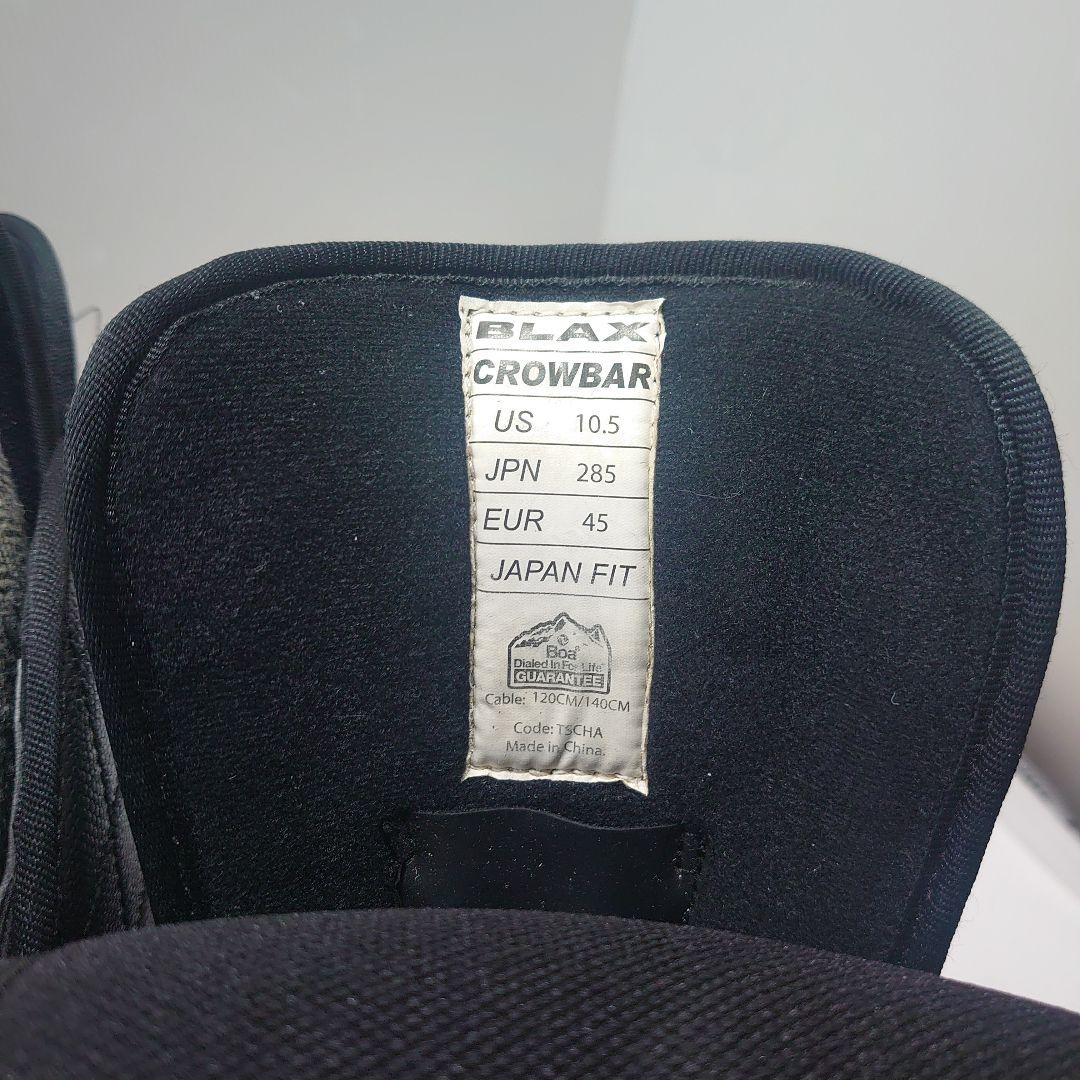 BLAX
CROWBAR
US 10.5
JPN 285
EUR 45
JAPAN FIT
Boa®
Dialed In For Life
GUARANTEE
Cable: 120CM/140CM
Code: TSCHA
Made in China.